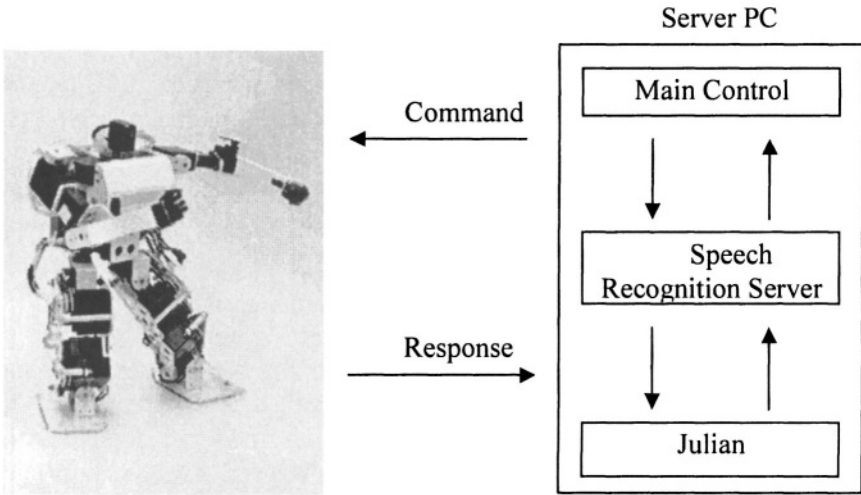 Server PC
Main Control
Command
Speech
Recognition Server
Response
Julian